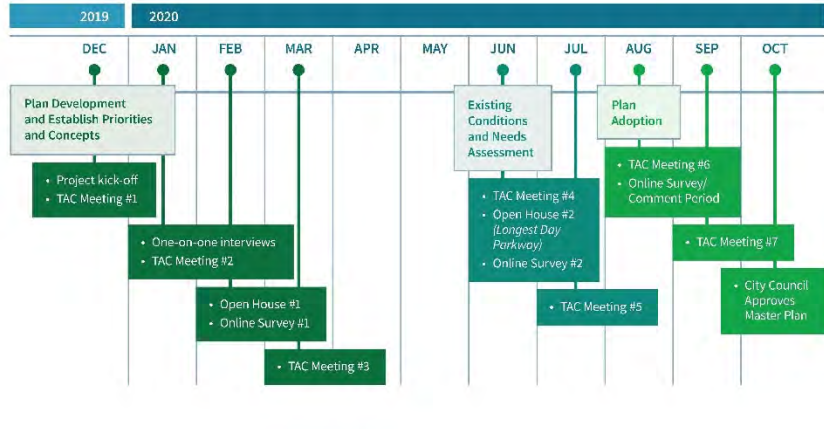 2019
2020
DEC JAN FEB MAR APR MAY JUN JUL AUG SEP OCT
Plan Development
and Establish Priorities
and Concepts
• Project kick-off
• TAC Meeting #1
• One-on-one interviews
• TAC Meeting #2
• Open House #1
• Online Survey #1
• TAC Meeting #3
Existing
Conditions
and Needs
Assessment
• TAC Meeting #4
• Open House #2
(Longest Day
Parkway)
• Online Survey #2
• TAC Meeting #5
Plan
Adoption
• TAC Meeting #6
• Online Survey/
Comment Period
• TAC Meeting #7
• City Council
Approves
Master Plan